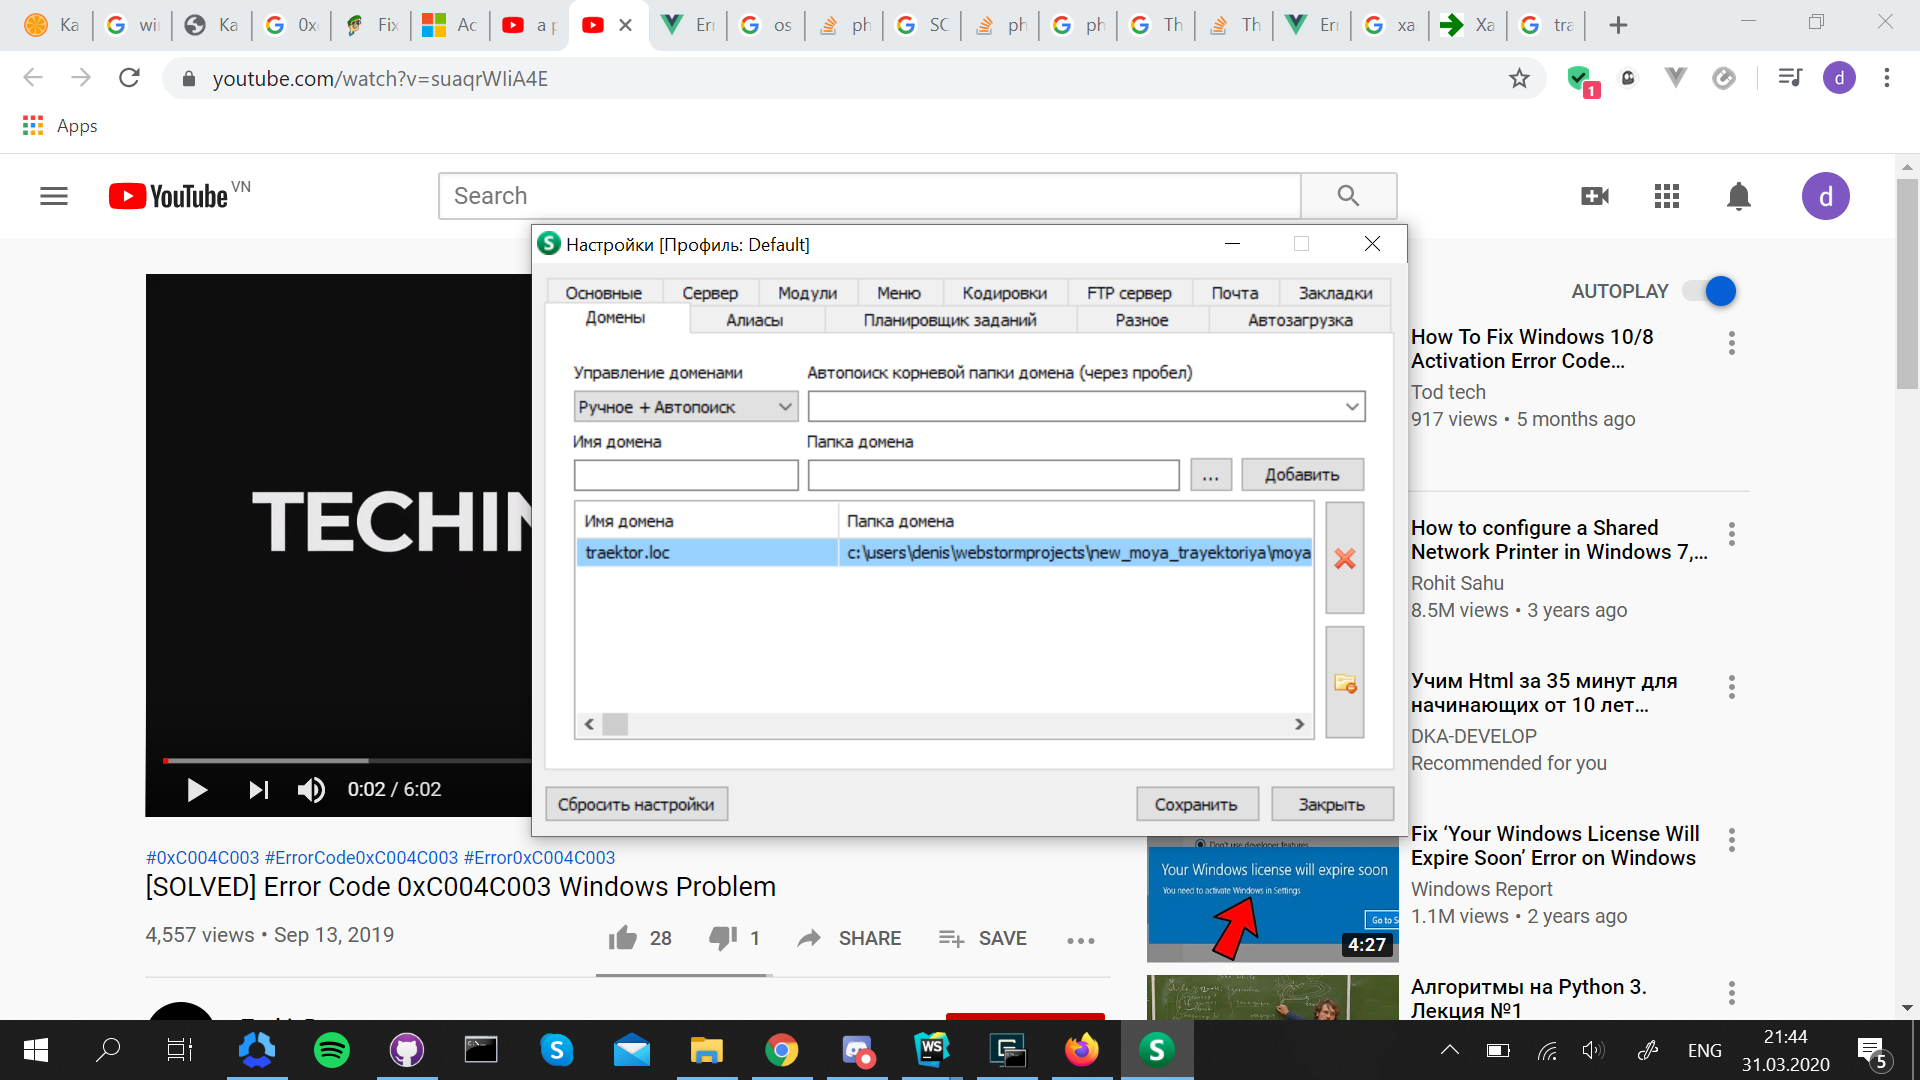 Ka
win
Ka
0x
Fix
Ac
a p
Err
os
ph
SC
ph
ph
Th
Th
Err
xa
Xa
tra
youtube.com/watch?v=suaqrWliA4E
1
d
Apps
YouTube VN
Search
d
TECHIN
0:02 / 6:02
Настройки [Профиль: Default]
Основные Сервер Модули Меню Кодировки FTP сервер Почта Закладки
Домены Алиасы Планировщик заданий Разное Автозагрузка
Управление доменами Автопоиск корневой папки домена (через пробел)
Ручное + Автопоиск
Имя домена Папка домена
... Добавить
Имя домена Папка домена
traektor.loc c:\users\denis\webstormprojects\new_moya_trayektoriya\moya
Сбросить настройки Сохранить Закрыть
AUTOPLAY
How To Fix Windows 10/8
Activation Error Code...
Tod tech
917 views • 5 months ago
How to configure a Shared
Network Printer in Windows 7,...
Rohit Sahu
8.5M views • 3 years ago
Учим Html за 35 минут для
начинающих от 10 лет...
DKA-DEVELOP
Recommended for you
Fix ‘Your Windows License Will
Expire Soon’ Error on Windows
Windows Report
1.1M views • 2 years ago
Your Windows license will expire soon
You need to activate Windows in Settings
Go to S
4:27
Алгоритмы на Python 3.
Лекция №1
#0xC004C003 #ErrorCode0xC004C003 #Error0xC004C003
[SOLVED] Error Code 0xC004C003 Windows Problem
4,557 views • Sep 13, 2019
28 1 SHARE SAVE
WS
ENG
21:44
31.03.2020
5